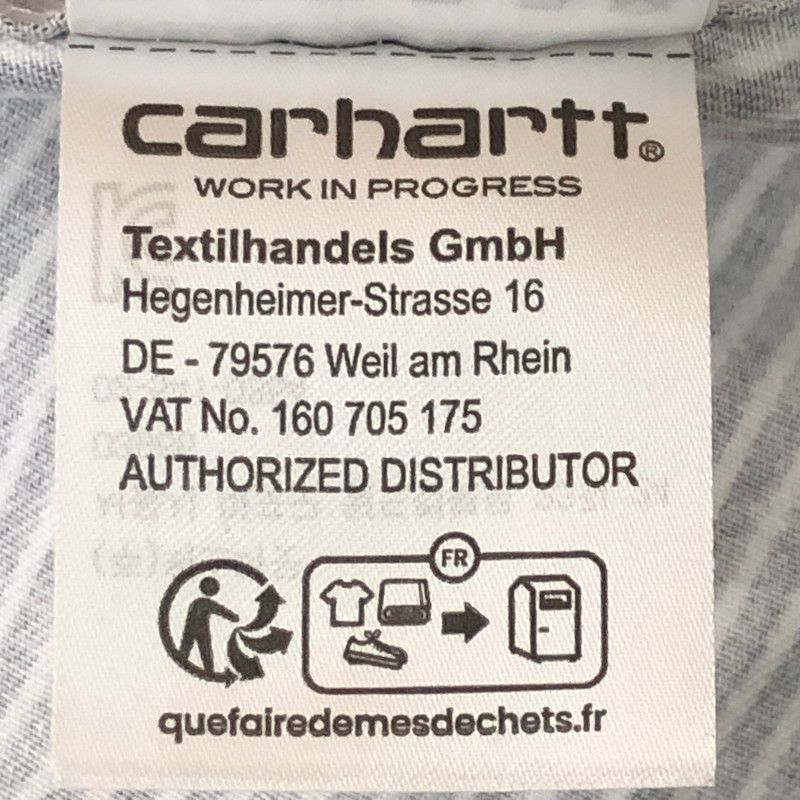 carhartt®
WORK IN PROGRESS
Textilhandels GmbH
Hegenheimer-Strasse 16
DE - 79576 Weil am Rhein
VAT No. 160 705 175
AUTHORIZED DISTRIBUTOR
FR
quefairedemesdechets.fr